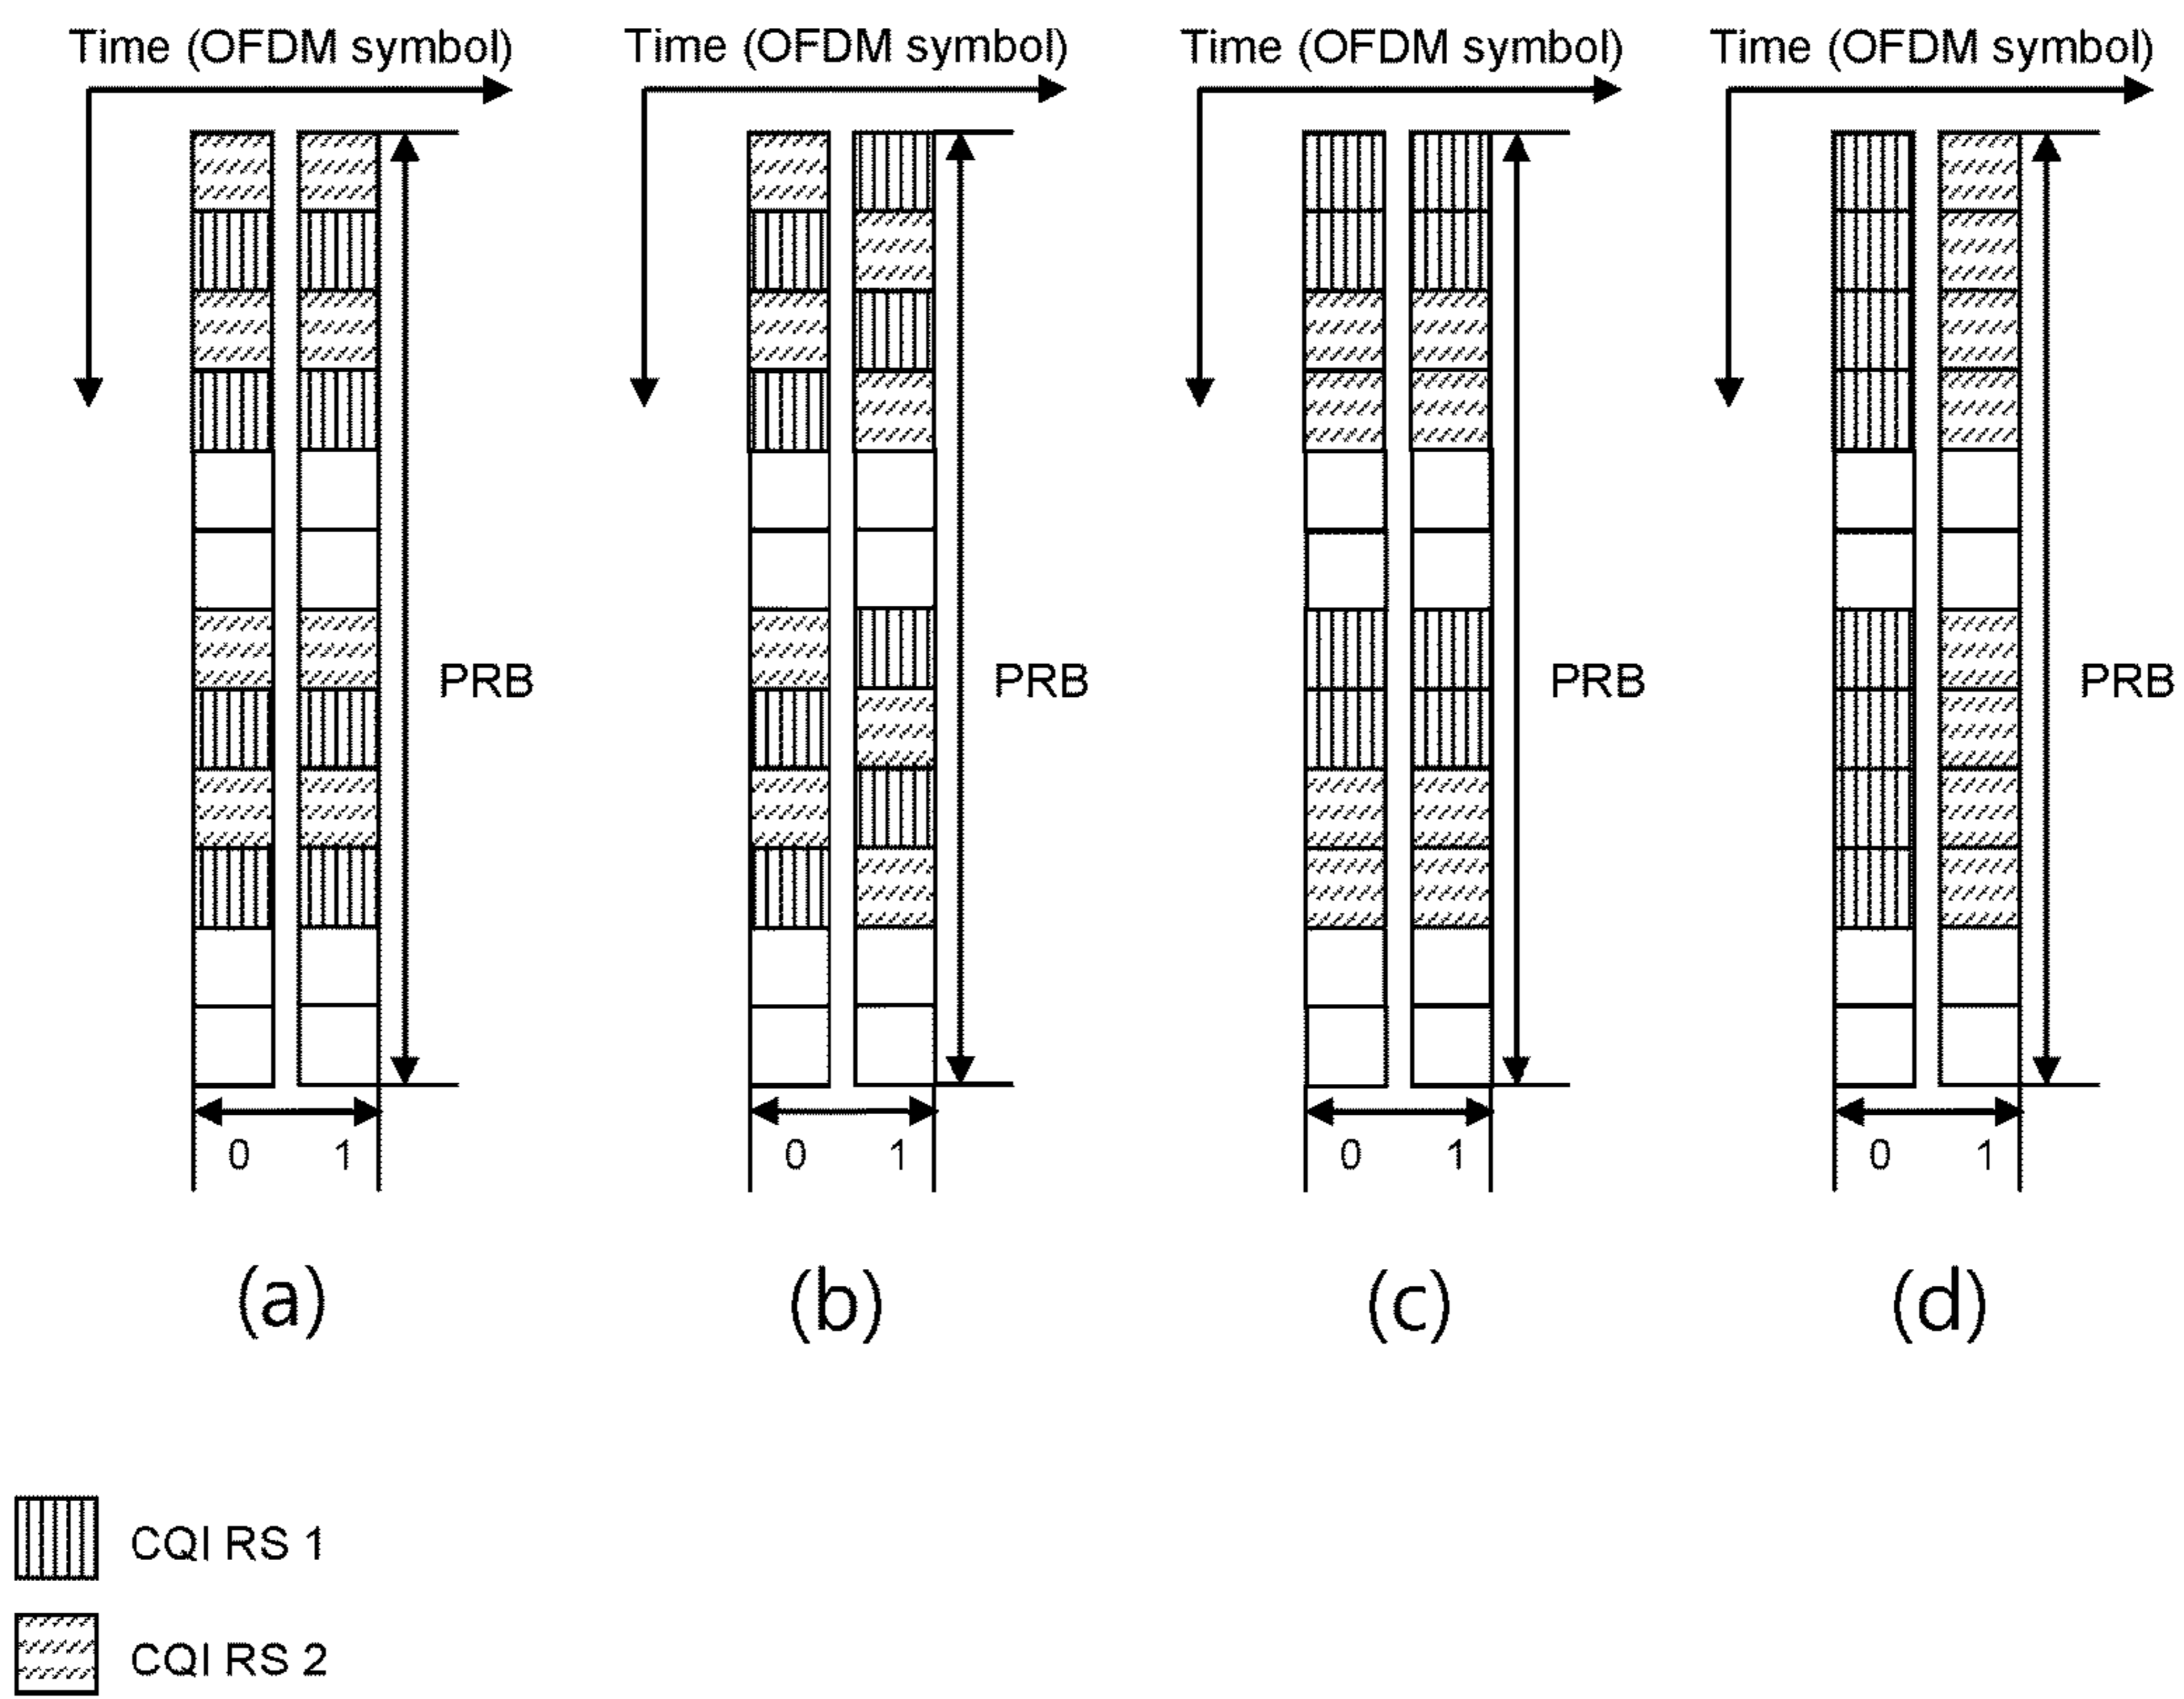 Time (OFDM symbol) Time (OFDM symbol) Time (OFDM symbol) Time (OFDM symbol)
PRB PRB PRB PRB
0 1 0 1 0 1 0 1
(a) (b) (c) (d)
CQI RS 1
CQI RS 2